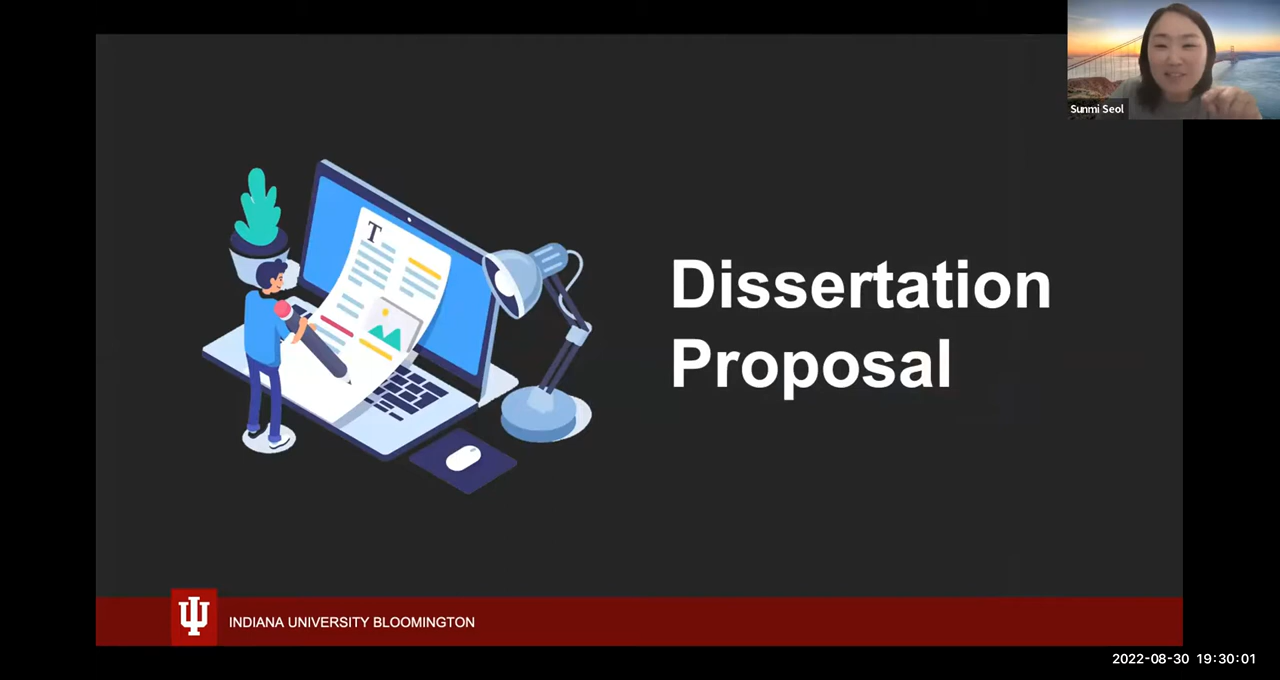 Sunmi Seol
T
Dissertation
Proposal
INDIANA UNIVERSITY BLOOMINGTON
2022-08-30 19:30:01